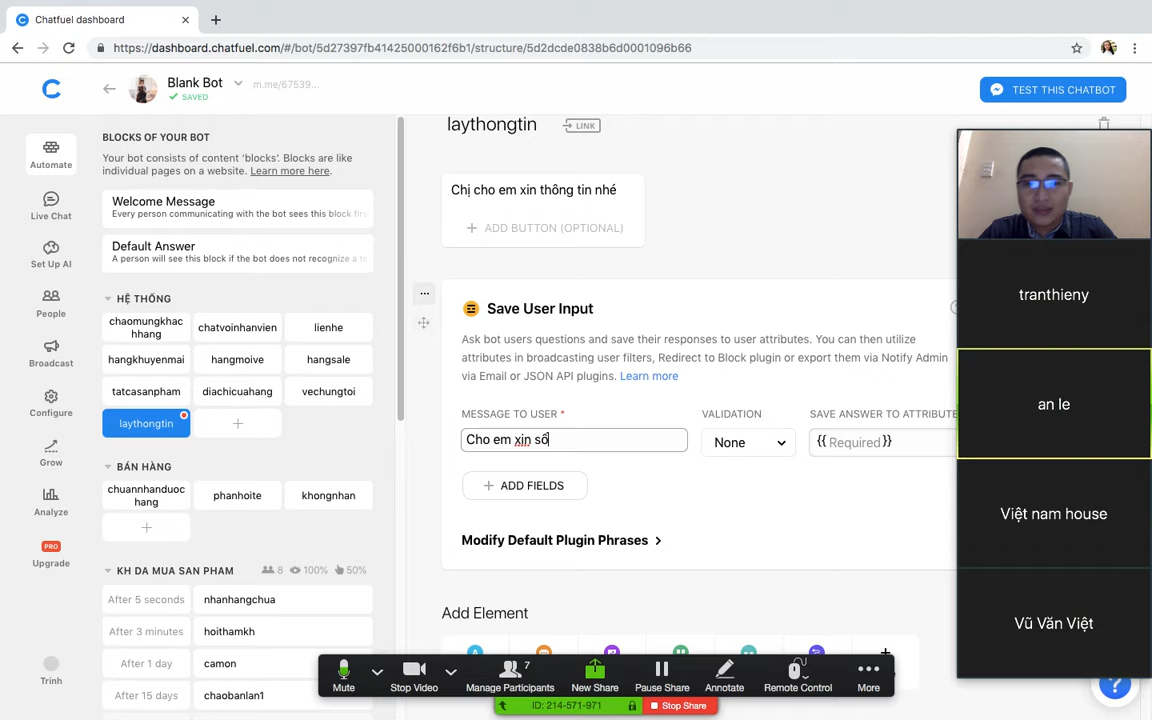 Chatfuel dashboard
https://dashboard.chatfuel.com/#/bot/5d27397fb41425000162f6b1/structure/5d2dcde0838b6d0001096b66
Blank Bot
SAVED
m.me/67539...
TEST THIS CHATBOT
Automate
Live Chat
Set Up AI
People
Broadcast
Configure
Grow
Analyze
PRO
Upgrade
Trinh
BLOCKS OF YOUR BOT
Your bot consists of content 'blocks'. Blocks are like
individual pages on a website. Learn more here.
Welcome Message
Every person communicating with the bot sees this block firs
Default Answer
A person will see this block if the bot does not recognize a te
HỆ THỐNG
chaomungkhac
hhang
chatvoinhanvien
lienhe
hangkhuyenmai
hangmoive
hangsale
tatcasanpham
diachicuahang
vechungtoi
laythongtin
BÁN HÀNG
chuannhanduoc
hang
phanhoite
khongnhan
KH DA MUA SAN PHAM
8
100%
50%
After 5 seconds
nhanhangchua
After 3 minutes
hoithamkh
After 1 day
camon
After 15 days
chaobanlan1
laythongtin
LINK
Chị cho em xin thông tin nhé
ADD BUTTON (OPTIONAL)
Save User Input
Ask bot users questions and save their responses to user attributes. You can then utilize
attributes in broadcasting user filters, Redirect to Block plugin or export them via Notify Admin
via Email or JSON API plugins. Learn more
MESSAGE TO USER *
VALIDATION
SAVE ANSWER TO ATTRIBUTE
Cho em xin số
None
{{ Required }}
ADD FIELDS
Modify Default Plugin Phrases
Add Element
tranthieny
an le
Việt nam house
Vũ Văn Việt
Mute
Stop Video
7
Manage Participants
New Share
Pause Share
Annotate
Remote Control
More
ID: 214-571-971
Stop Share